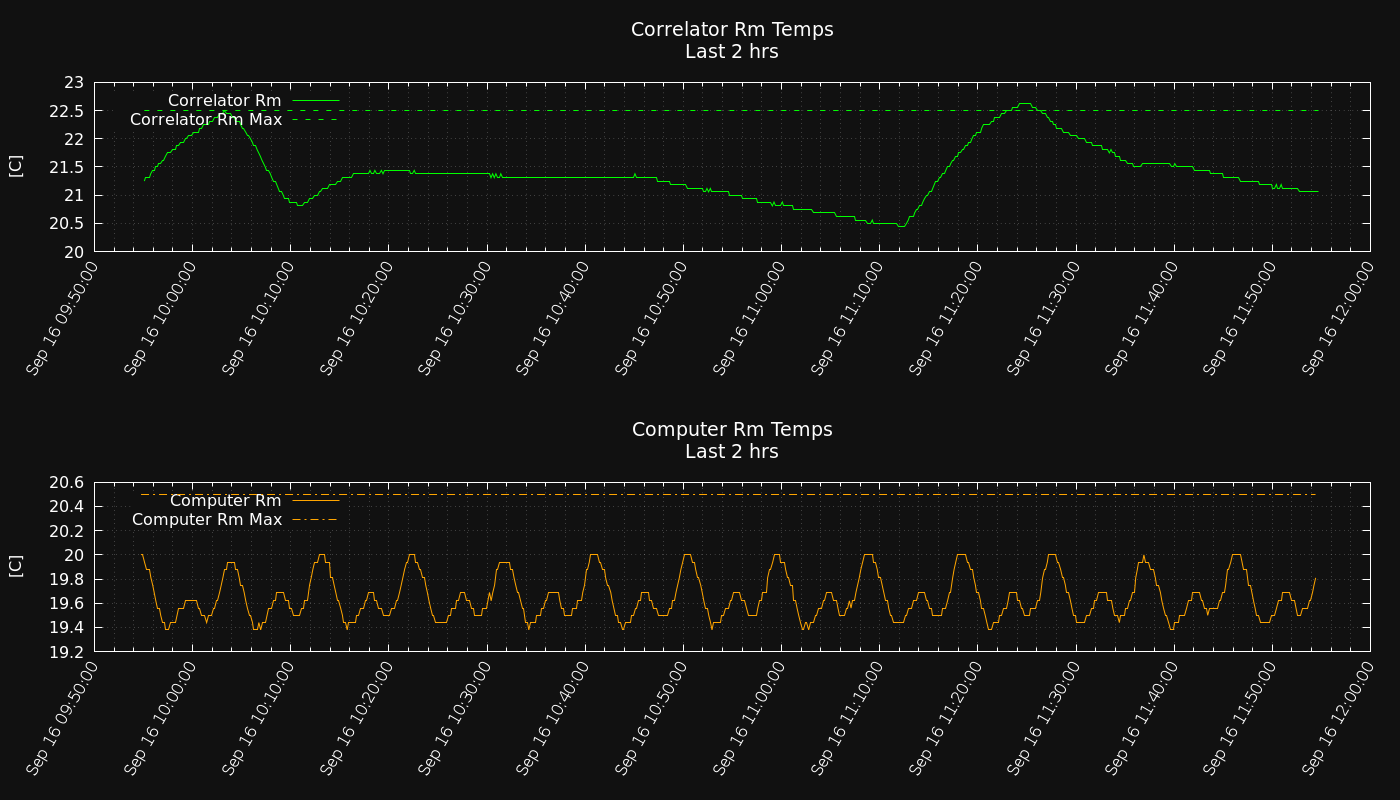 Correlator Rm Temps
Last 2 hrs
23
22.5
22
21.5
21
20.5
20
[C]
Correlator Rm
Correlator Rm Max
Sep 16 09:50:00
Sep 16 10:00:00
Sep 16 10:10:00
Sep 16 10:20:00
Sep 16 10:30:00
Sep 16 10:40:00
Sep 16 10:50:00
Sep 16 11:00:00
Sep 16 11:10:00
Sep 16 11:20:00
Sep 16 11:30:00
Sep 16 11:40:00
Sep 16 11:50:00
Sep 16 12:00:00
Computer Rm Temps
Last 2 hrs
20.6
20.4
20.2
20
19.8
19.6
19.4
19.2
[C]
Computer Rm
Computer Rm Max
Sep 16 09:50:00
Sep 16 10:00:00
Sep 16 10:10:00
Sep 16 10:20:00
Sep 16 10:30:00
Sep 16 10:40:00
Sep 16 10:50:00
Sep 16 11:00:00
Sep 16 11:10:00
Sep 16 11:20:00
Sep 16 11:30:00
Sep 16 11:40:00
Sep 16 11:50:00
Sep 16 12:00:00